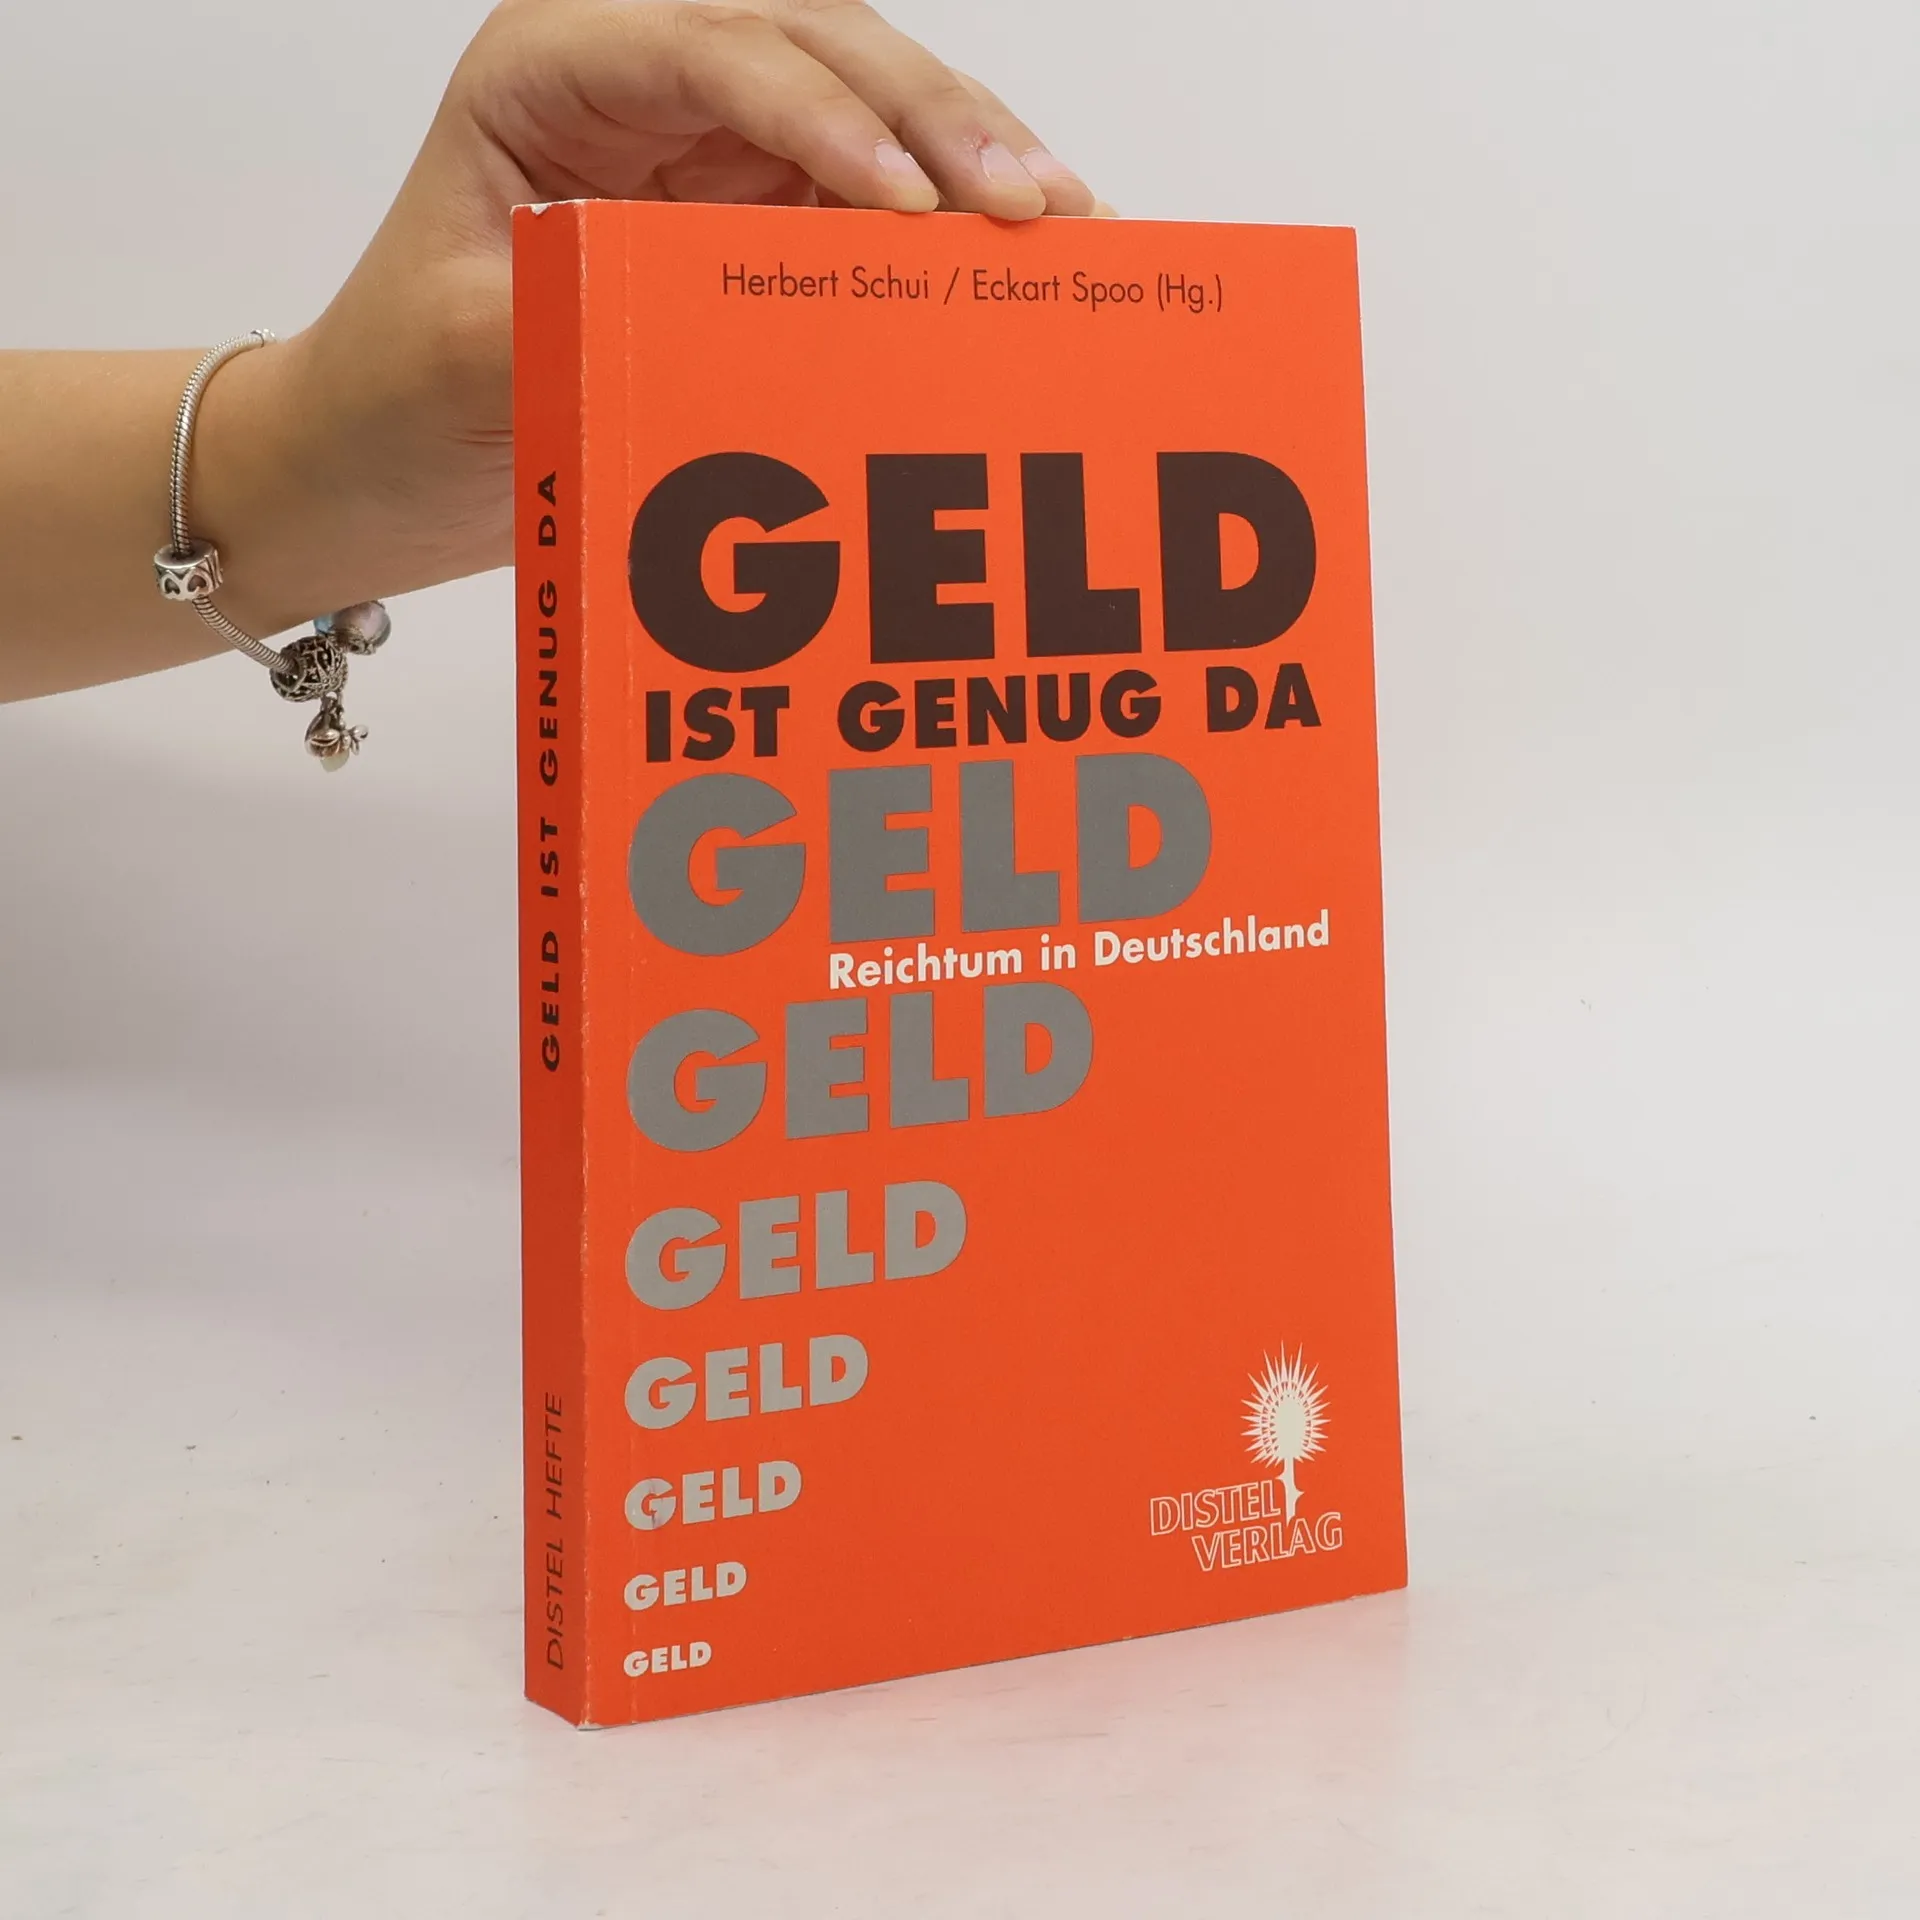 Herbert Schui / Eckart Spoo (Hg.)
GELD
IST GENUG DA
GELD
Reichtum in Deutschland
GELD
GELD
GELD
GELD
GELD
GELD
DISTEL
VERLAG
GELD IST GENUG DA
DISTEL HEFTE